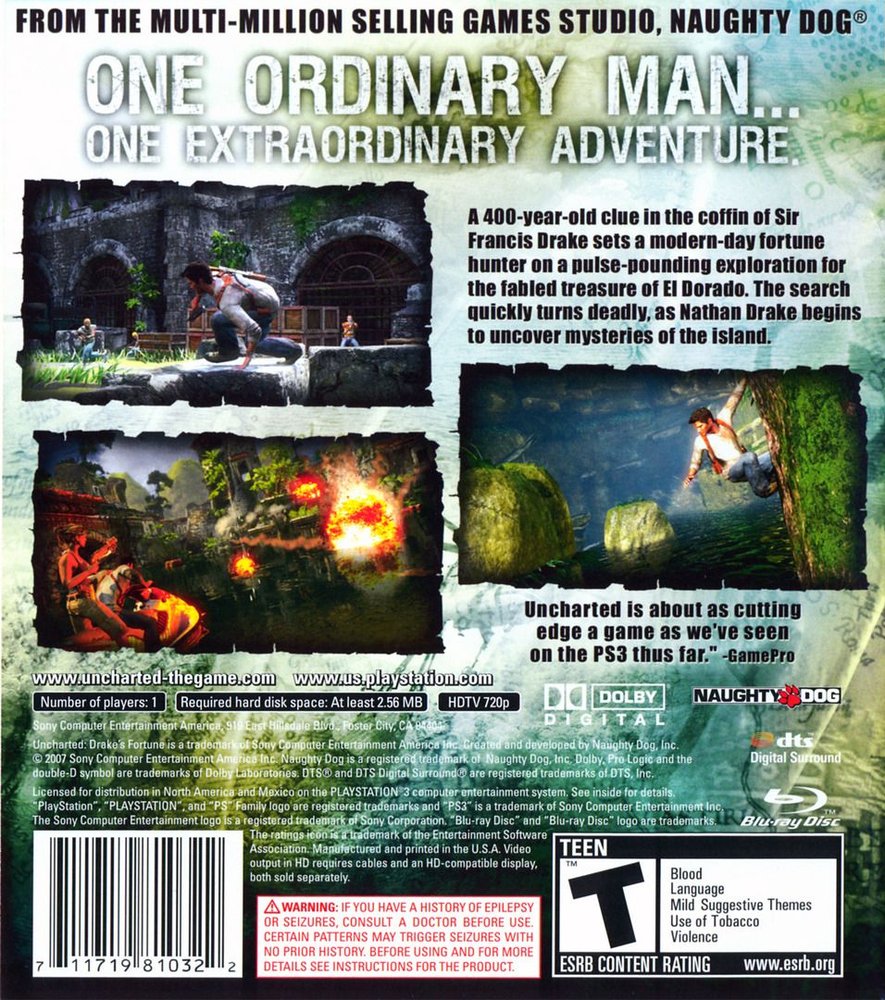 FROM THE MULTI-MILLION SELLING GAMES STUDIO, NAUGHTY DOG®
ONE ORDINARY MAN...
ONE EXTRAORDINARY ADVENTURE.
A 400-year-old clue in the coffin of Sir
Francis Drake sets a modern-day fortune
hunter on a pulse-pounding exploration for
the fabled treasure of El Dorado. The search
quickly turns deadly, as Nathan Drake begins
to uncover mysteries of the island.
Uncharted is about as cutting
edge a game as we've seen
on the PS3 thus far." -GamePro
www.uncharted-thegame.com www.us.playstation.com
Number of players: 1 Required hard disk space: At least 2.56 MB HDTV 720p
DOLBY
DIGITAL
NAUGHTY DOG
dts
Digital Surround
Blu-ray Disc™
Sony Computer Entertainment America, 919 East Hillsdale Blvd., Foster City, CA 94404.
Uncharted: Drake's Fortune is a trademark of Sony Computer Entertainment America Inc. Created and developed by Naughty Dog, Inc.
© 2007 Sony Computer Entertainment America Inc. Naughty Dog is a registered trademark of Naughty Dog, Inc. Dolby, Pro Logic and the
double-D symbol are trademarks of Dolby Laboratories. DTS® and DTS Digital Surround® are registered trademarks of DTS, Inc.
Licensed for distribution in North America and Mexico on the PLAYSTATION®3 computer entertainment system. See inside for details.
"PlayStation", "PLAYSTATION", and "PS" Family logo are registered trademarks and "PS3" is a trademark of Sony Computer Entertainment Inc.
The Sony Computer Entertainment logo is a registered trademark of Sony Corporation. "Blu-ray Disc" and "Blu-ray Disc" logo are trademarks.
The ratings icon is a trademark of the Entertainment Software
Association. Manufactured and printed in the U.S.A. Video
output in HD requires cables and an HD-compatible display,
both sold separately.
WARNING: IF YOU HAVE A HISTORY OF EPILEPSY
OR SEIZURES, CONSULT A DOCTOR BEFORE USE.
CERTAIN PATTERNS MAY TRIGGER SEIZURES WITH
NO PRIOR HISTORY. BEFORE USING AND FOR MORE
DETAILS SEE INSTRUCTIONS FOR THE PRODUCT.
7 11719 81032 2
TEEN
T™
Blood
Language
Mild Suggestive Themes
Use of Tobacco
Violence
ESRB CONTENT RATING www.esrb.org